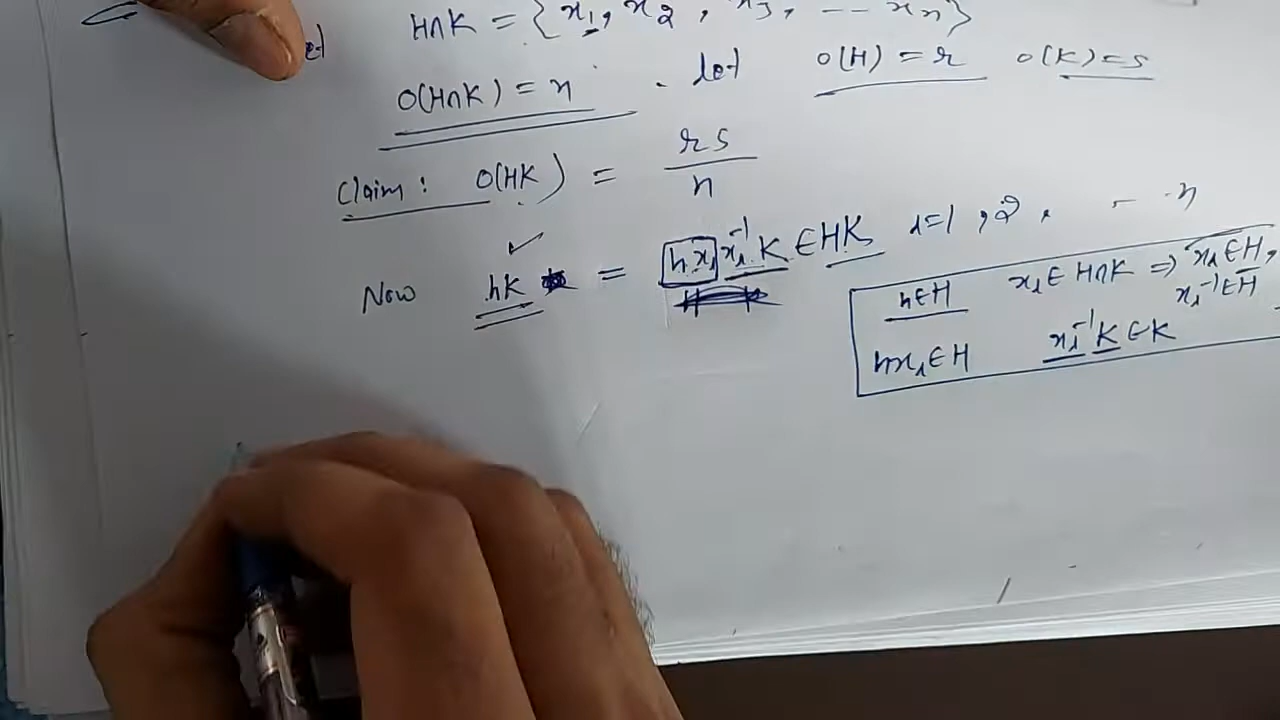 H∩K = {x₁, x₂, x₃, --- xₙ}
let
O(H∩K) = n . let O(H) = r O(K) = s
Claim: O(HK) = rs/n
Now hk = hxᵢ xᵢ⁻¹k ∈ HK i=1, 2, - - n
h∈H xᵢ ∈ H∩K ⇒ xᵢ∈H,
xᵢ⁻¹∈H
hxᵢ∈H xᵢ⁻¹k ∈ K